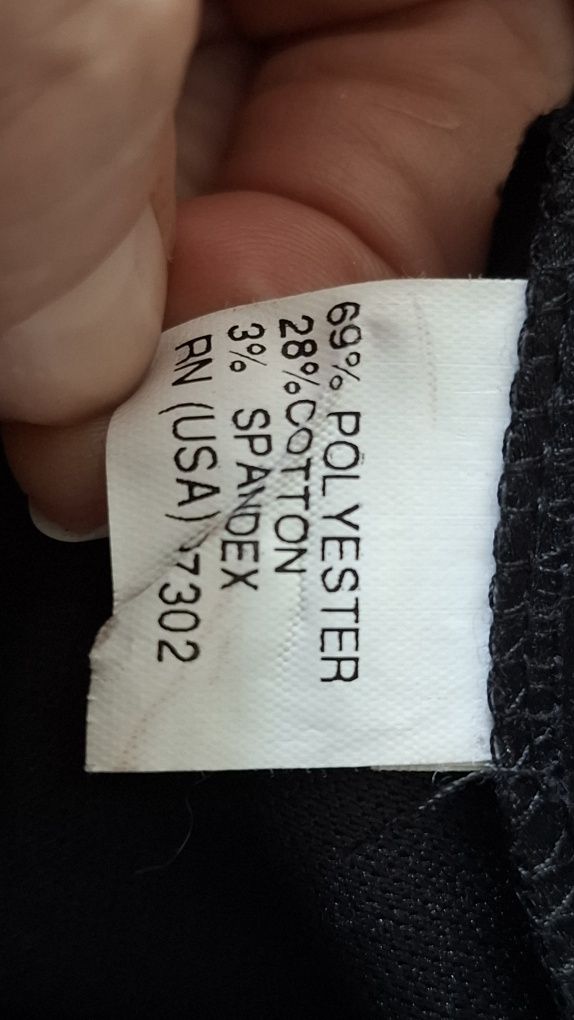 69% POLYESTER
28% COTTON
3% SPANDEX
RN (USA)